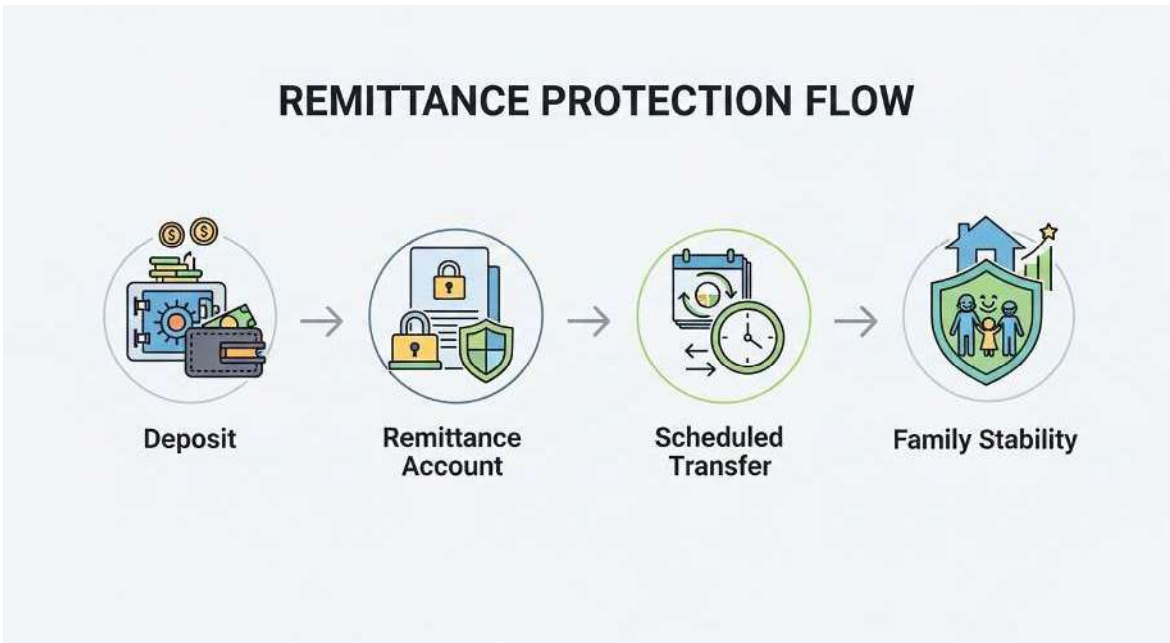 REMITTANCE PROTECTION FLOW
$ $
Deposit
Remittance
Account
Scheduled
Transfer
Family Stability